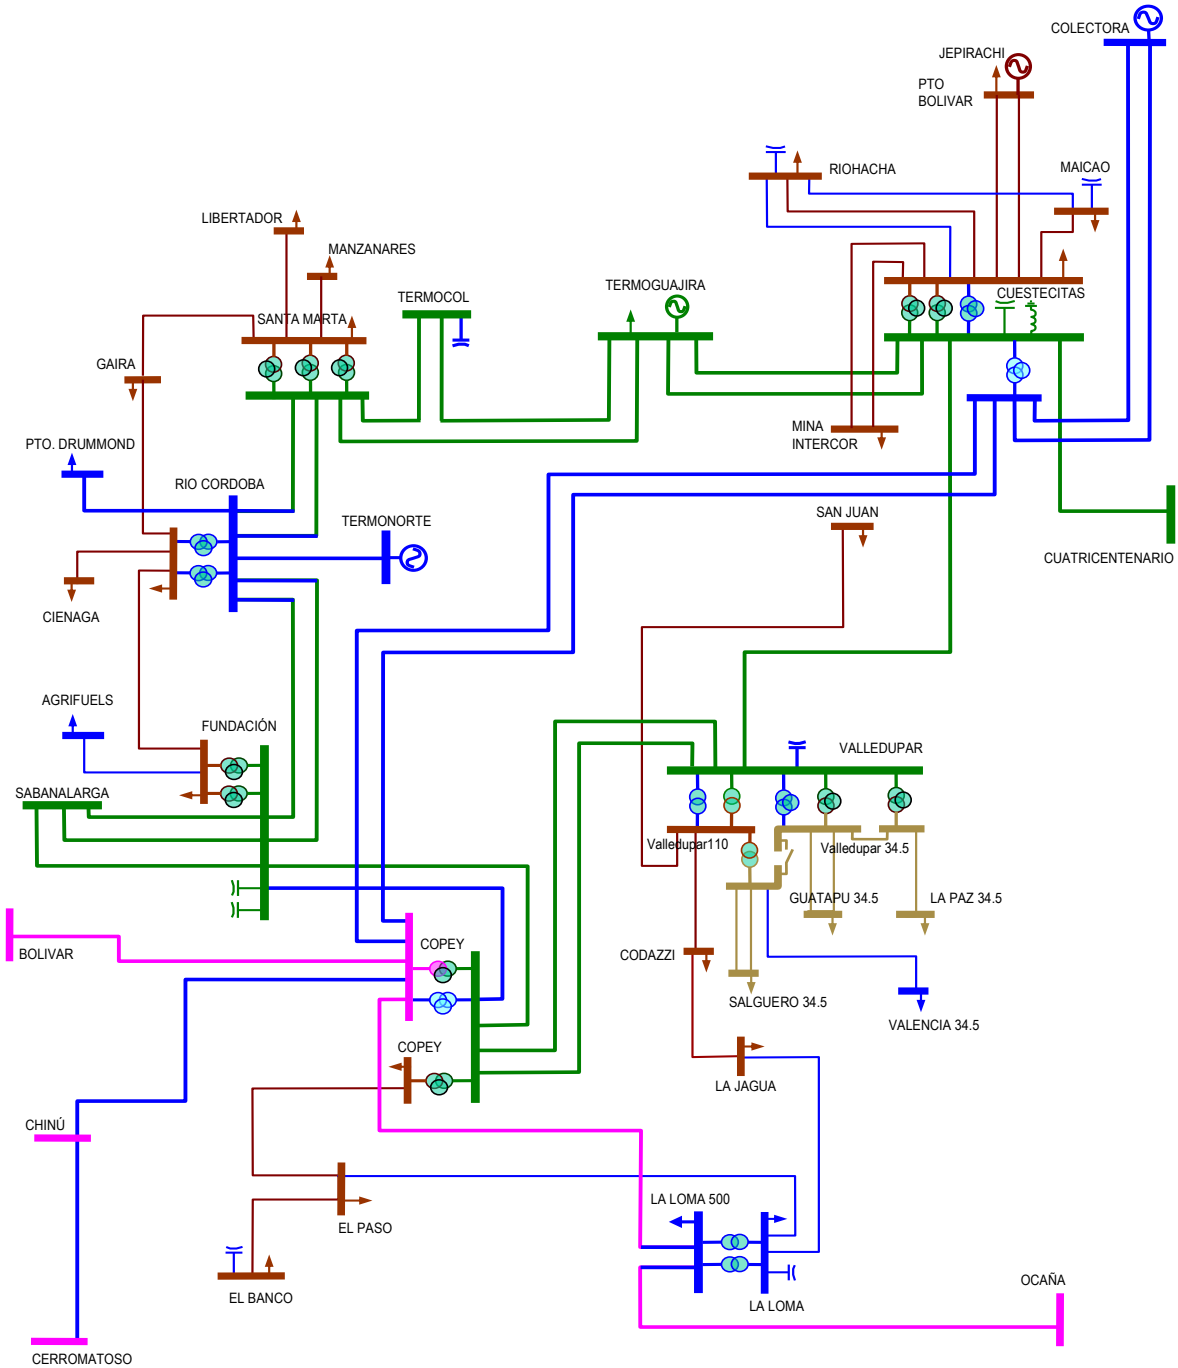 COLECTORA
JEPIRACHI
PTO
BOLIVAR
RIOHACHA
MAICAO
LIBERTADOR
MANZANARES
TERMOCOL
TERMOGUAJIRA
CUESTECITAS
SANTA MARTA
GAIRA
MINA
INTERCOR
PTO. DRUMMOND
RIO CORDOBA
TERMONORTE
SAN JUAN
CUATRICENTENARIO
CIENAGA
AGRIFUELS
FUNDACIÓN
VALLEDUPAR
SABANALARGA
Valledupar110
Valledupar 34.5
GUATAPU 34.5
LA PAZ 34.5
BOLIVAR
COPEY
CODAZZI
SALGUERO 34.5
VALENCIA 34.5
COPEY
LA JAGUA
CHINÚ
LA LOMA 500
EL PASO
OCAÑA
EL BANCO
LA LOMA
CERROMATOSO